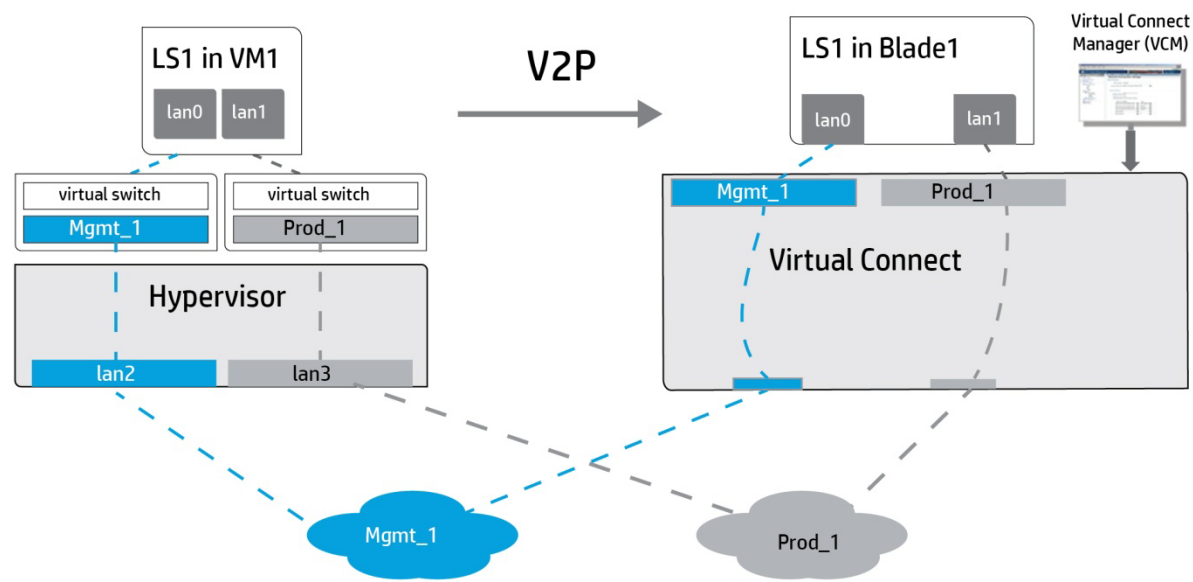 LS1 in VM1
lan0
lan1
virtual switch
Mgmt_1
virtual switch
Prod_1
Hypervisor
lan2
lan3
V2P
LS1 in Blade1
lan0
lan1
Virtual Connect
Manager (VCM)
Mgmt_1
Prod_1
Virtual Connect
Mgmt_1
Prod_1